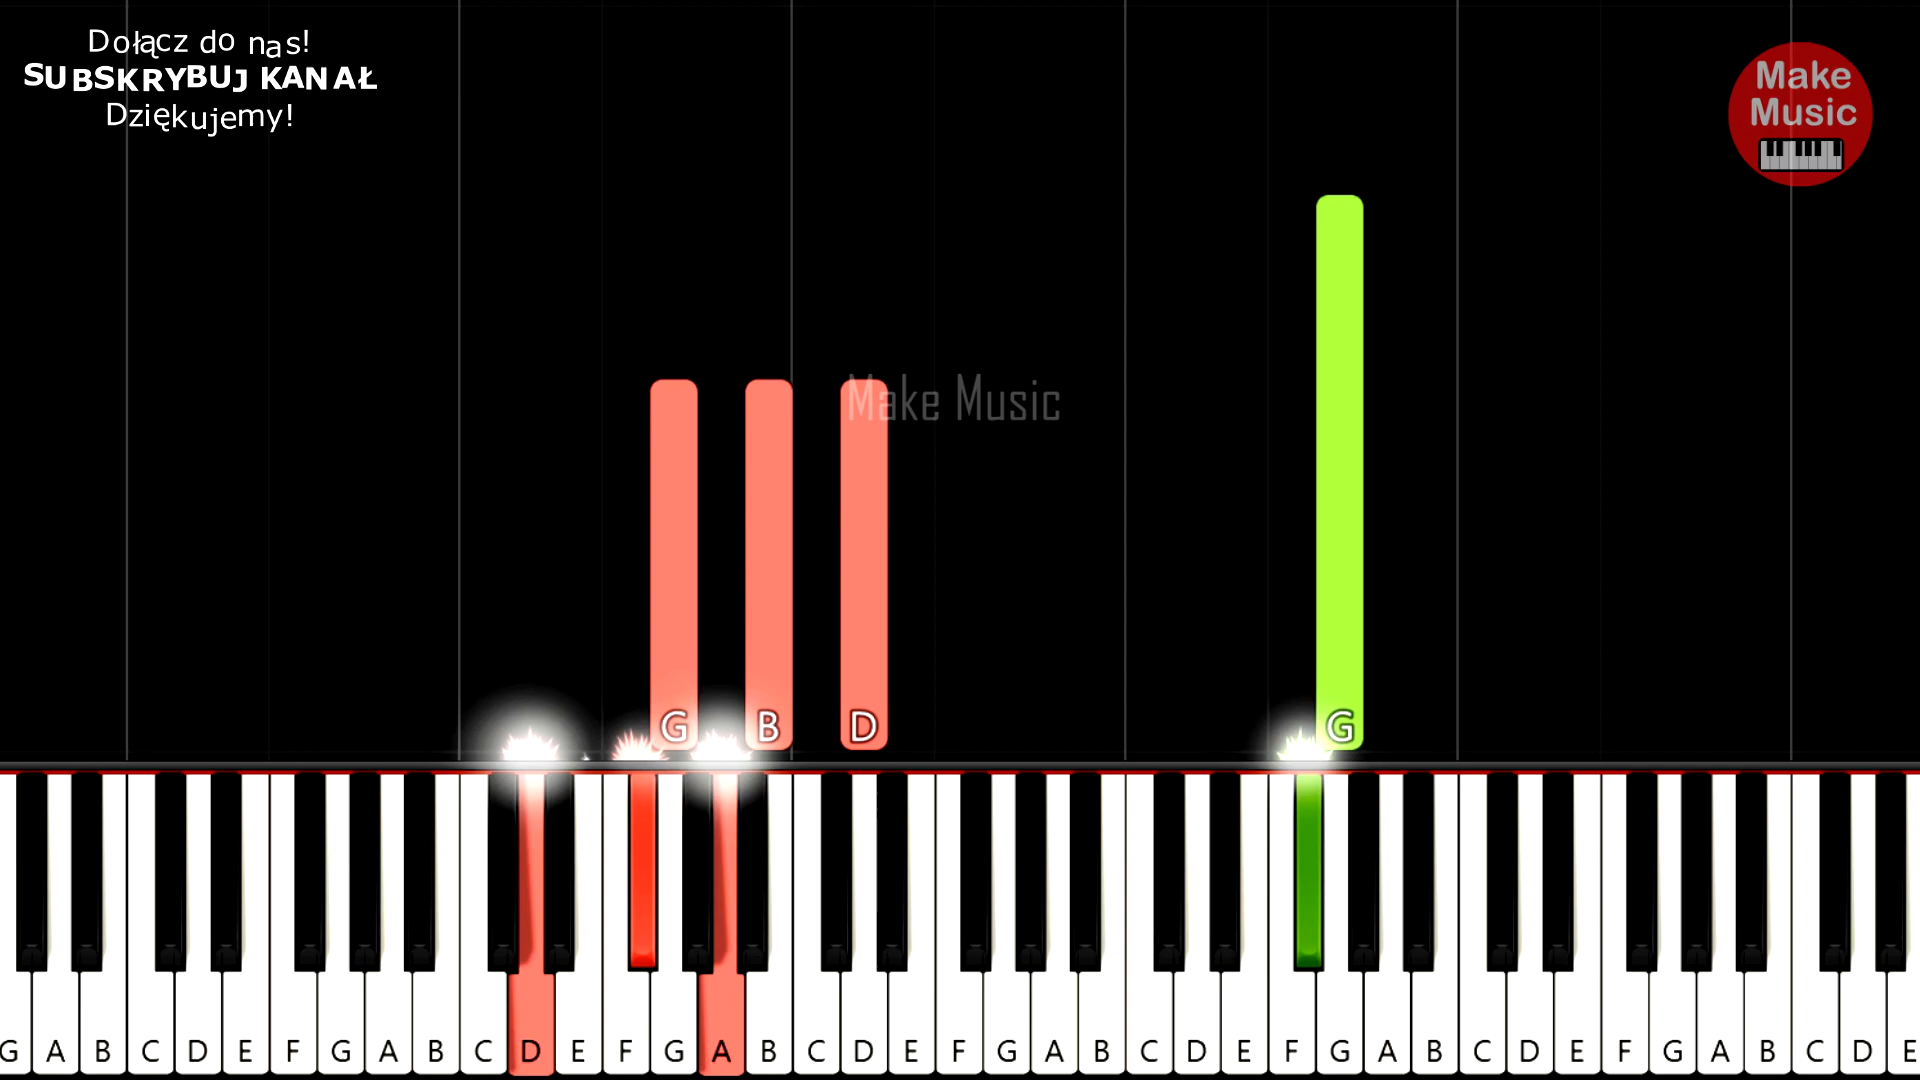 Dołącz do nas!
SUBSKRYBUJ KANAŁ
Dziękujemy!
Make
Music
Make Music
G B D G
G A B C D E F G A B C D E F G A B C D E F G A B C D E F G A B C D E F G A B C D E